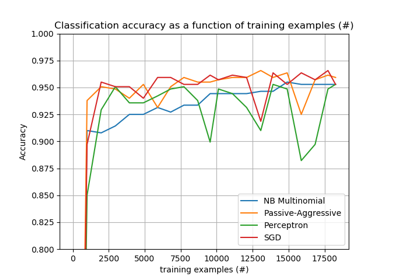 Classification accuracy as a function of training examples (#)
1.000
0.975
0.950
0.925
0.900
0.875
0.850
0.825
0.800
Accuracy
NB Multinomial
Passive-Aggressive
Perceptron
SGD
0 2500 5000 7500 10000 12500 15000 17500
training examples (#)